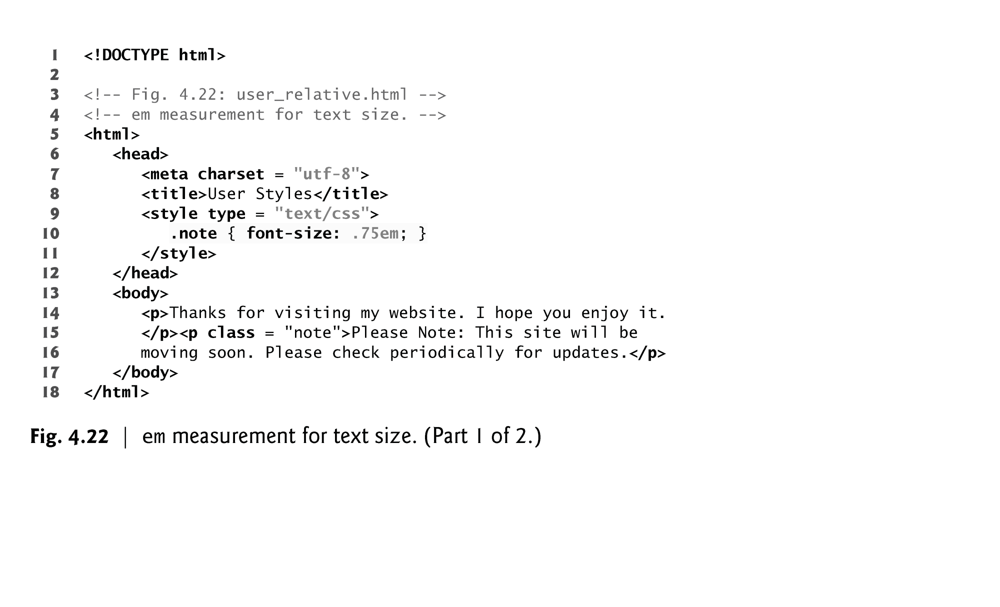 1 <!DOCTYPE html>
2
3 <!-- Fig. 4.22: user_relative.html -->
4 <!-- em measurement for text size. -->
5 <html>
6    <head>
7       <meta charset = "utf-8">
8       <title>User Styles</title>
9       <style type = "text/css">
10         .note { font-size: .75em; }
11      </style>
12   </head>
13   <body>
14      <p>Thanks for visiting my website. I hope you enjoy it.
15      </p><p class = "note">Please Note: This site will be
16      moving soon. Please check periodically for updates.</p>
17   </body>
18 </html>
Fig. 4.22 | em measurement for text size. (Part 1 of 2.)